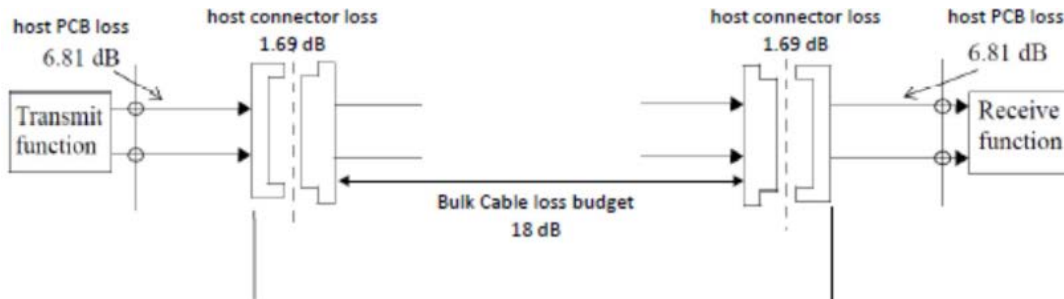 host PCB loss
6.81 dB
host connector loss
1.69 dB
host connector loss
1.69 dB
host PCB loss
6.81 dB
Transmit
function
Receive
function
Bulk Cable loss budget
18 dB